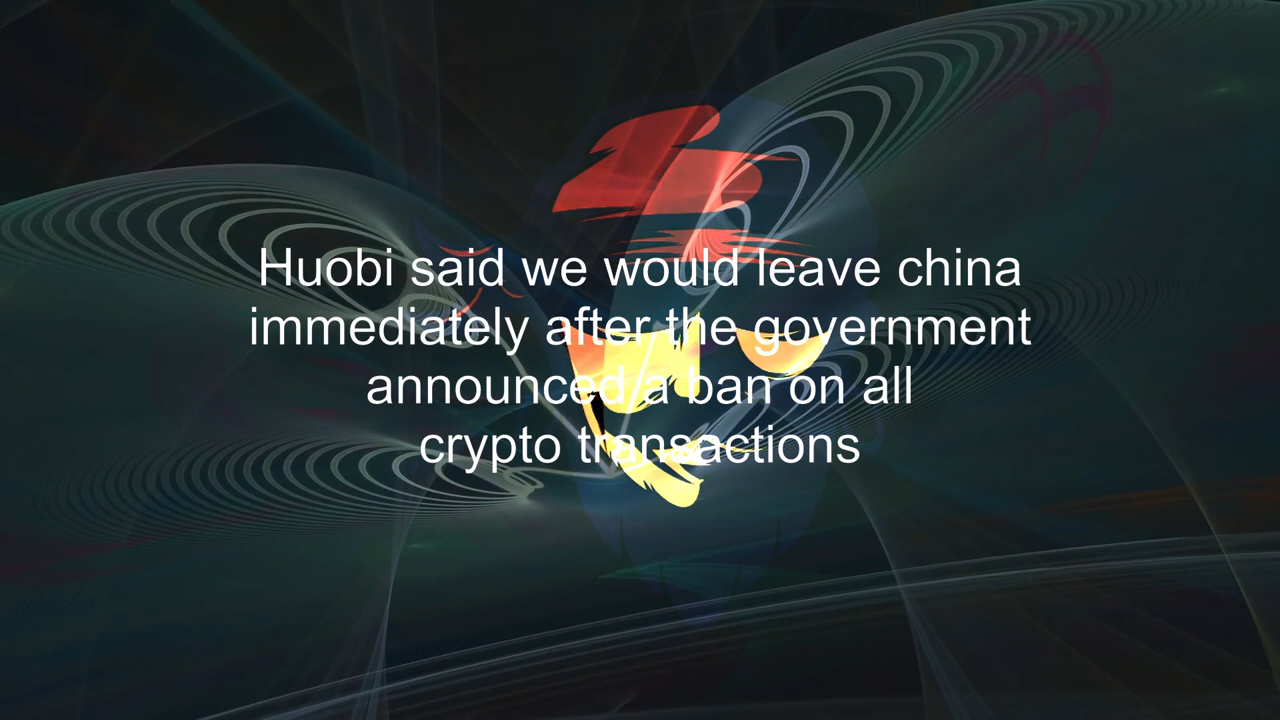 Huobi said we would leave china
immediately after the government
announced a ban on all
crypto transactions